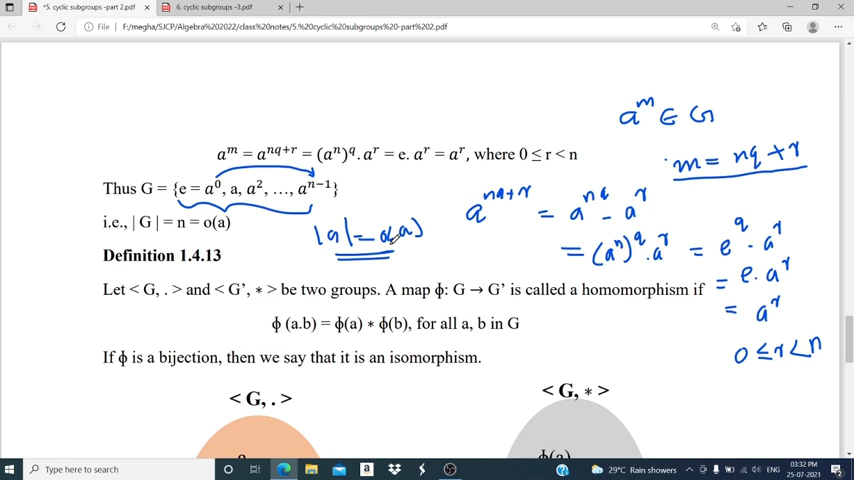 *5. cyclic subgroups -part 2.pdf
6. cyclic subgroups -3.pdf
File | F:/megha/SJCP/Algebra%202022/class notes/5.%20cyclic%20subgroups %20-part%202.pdf
a^m ∈ G
a^m = a^{nq+r} = (a^n)^q . a^r = e. a^r = a^r, where 0 ≤ r < n
m = nq + r
Thus G = {e = a^0, a, a^2, …, a^{n−1}}
a^{nq+r} = a^{nq} - a^r
i.e., | G | = n = o(a)
|G| = o(a)
= (a^n)^q . a^r = e^q . a^r
Definition 1.4.13
= e. a^r
Let < G, . > and < G’, ∗ > be two groups. A map ϕ: G → G’ is called a homomorphism if
= a^r
ϕ (a.b) = ϕ(a) ∗ ϕ(b), for all a, b in G
0 ≤ r < n
If ϕ is a bijection, then we say that it is an isomorphism.
< G, . >
< G, ∗ >
ϕ(a)
Type here to search
29°C Rain showers
ENG
03:32 PM
25-07-2021